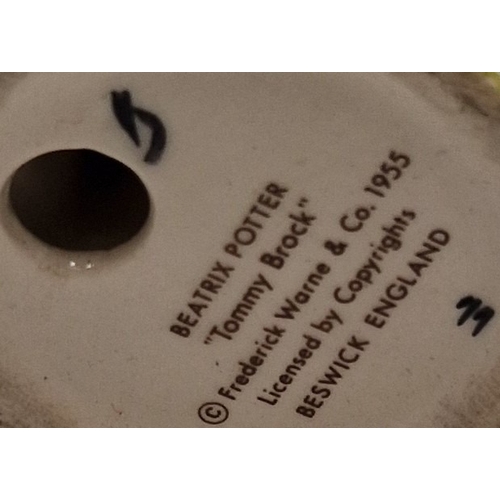 BEATRIX POTTER
"Tommy Brock"
© Frederick Warne & Co. 1955
Licensed by Copyrights
BESWICK ENGLAND